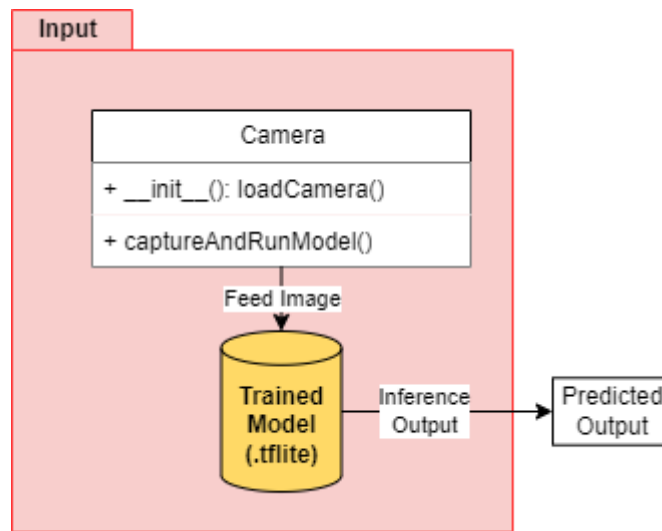 Input
Camera
+ __init__(): loadCamera()
+ captureAndRunModel()
Feed Image
Trained
Model
(.tflite)
Inference
Output
Predicted
Output